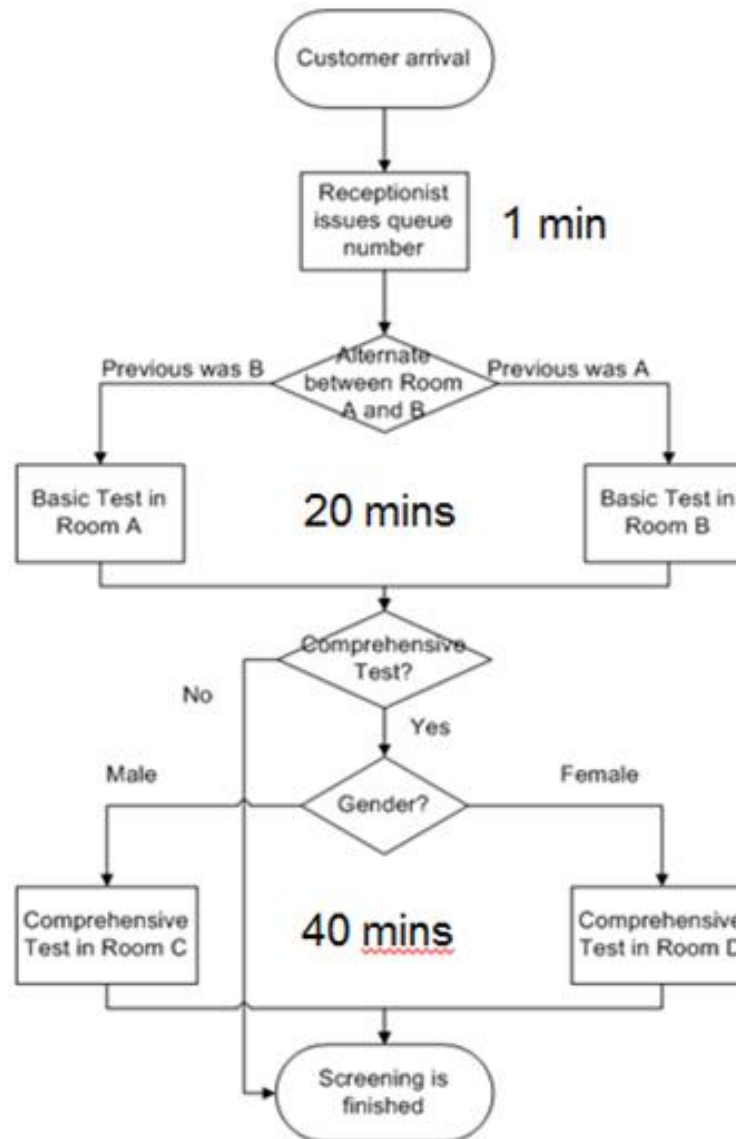 Customer arrival
Receptionist
issues queue
number
1 min
Previous was B
Alternate
between Room
A and B
Previous was A
Basic Test in
Room A
20 mins
Basic Test in
Room B
Comprehensive
Test?
No
Yes
Male
Gender?
Female
Comprehensive
Test in Room C
40 mins
Comprehensive
Test in Room D
Screening is
finished